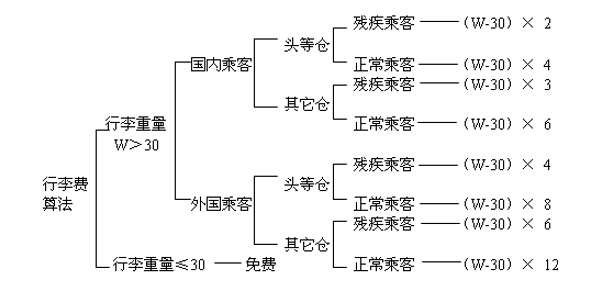 残疾乘客 (W-30) × 2
头等仓
国内乘客 正常乘客 (W-30) × 4
残疾乘客 (W-30) × 3
其它仓
行李重量 正常乘客 (W-30) × 6
W＞30
残疾乘客 (W-30) × 4
行李费 头等仓
算法 外国乘客 正常乘客 (W-30) × 8
残疾乘客 (W-30) × 6
其它仓
行李重量≤30 免费 正常乘客 (W-30) × 12